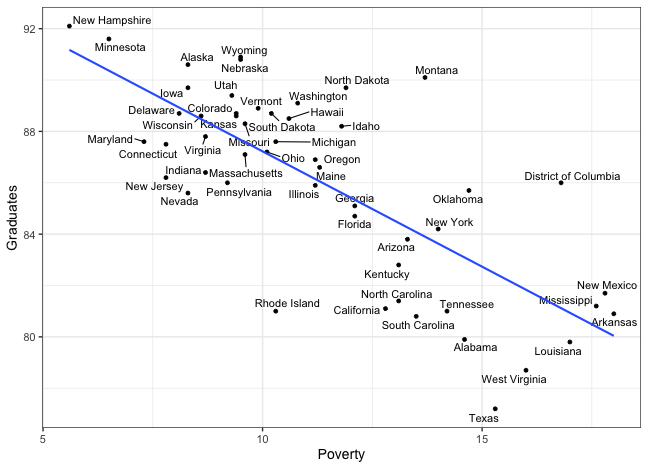 92
88
84
80
Graduates
New Hampshire
Minnesota
Wyoming
Alaska
Nebraska
Montana
North Dakota
Utah
Iowa
Washington
Vermont
Colorado
Delaware
Hawaii
Wisconsin
Kansas
South Dakota
Idaho
Maryland
Missouri
Michigan
Virginia
Connecticut
Ohio
Oregon
Indiana
Massachusetts
Maine
District of Columbia
New Jersey
Pennsylvania
Illinois
Nevada
Georgia
Oklahoma
Florida
New York
Arizona
Kentucky
New Mexico
North Carolina
Mississippi
Rhode Island
Tennessee
California
South Carolina
Arkansas
Alabama
Louisiana
West Virginia
Texas
5
10
15
Poverty